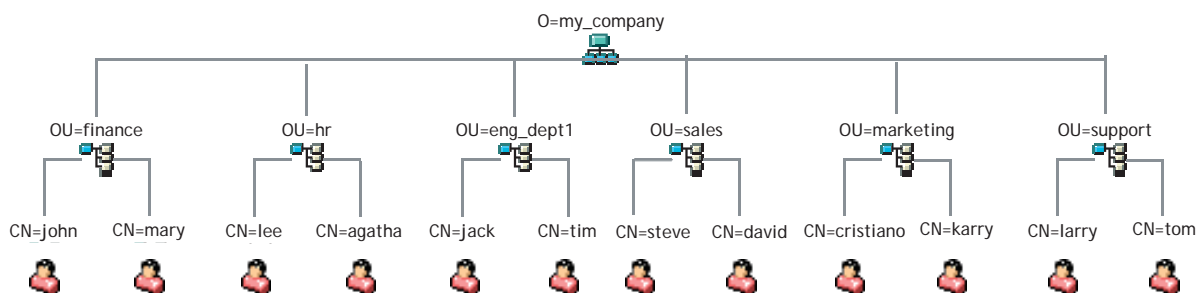 O=my_company
OU=finance
OU=hr
OU=eng_dept1
OU=sales
OU=marketing
OU=support
CN=john
CN=mary
CN=lee
CN=agatha
CN=jack
CN=tim
CN=steve
CN=david
CN=cristiano
CN=karry
CN=larry
CN=tom